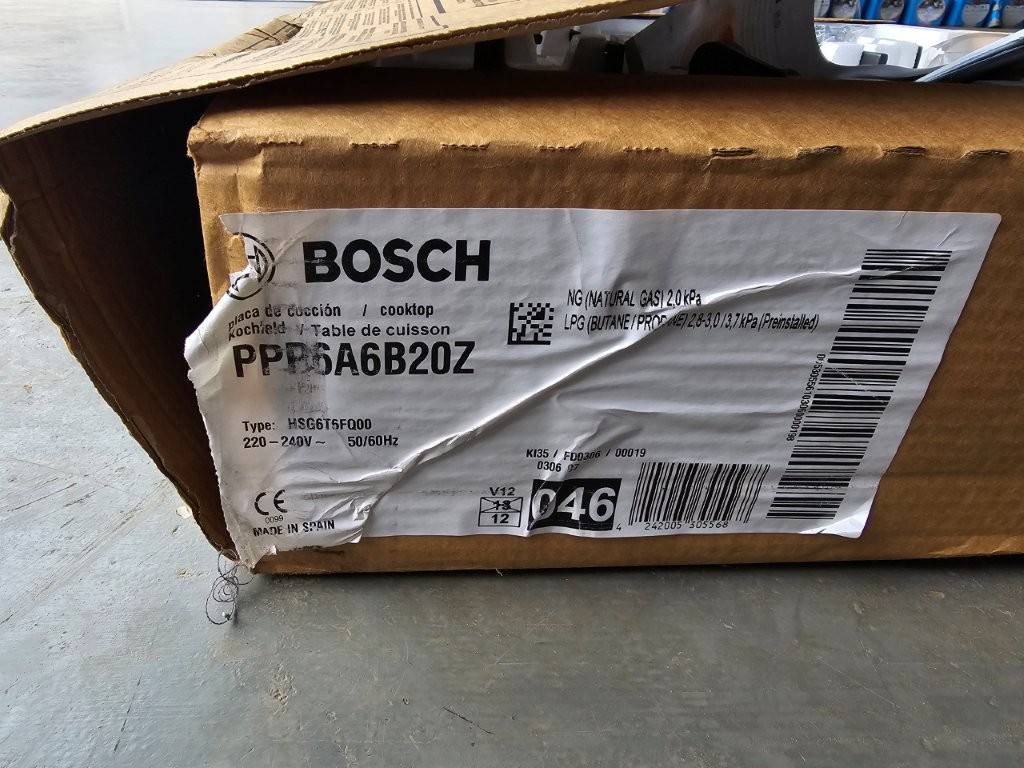 BOSCH
placa de cocción / cooktop
Kochfeld / Table de cuisson
PPB6A6B20Z
Type: HSG6T6FQ00
220-240V~ 50/60Hz
NG (NATURAL GAS) 2,0 kPa
LPG (BUTANE / PROPANE) 2,8-3,0 /3,7 kPa (Preinstalled)
KI35 / FD0306 / 00019
0306 07
V12
13
12
046
4 242005 305568
CE
0099
MADE IN SPAIN